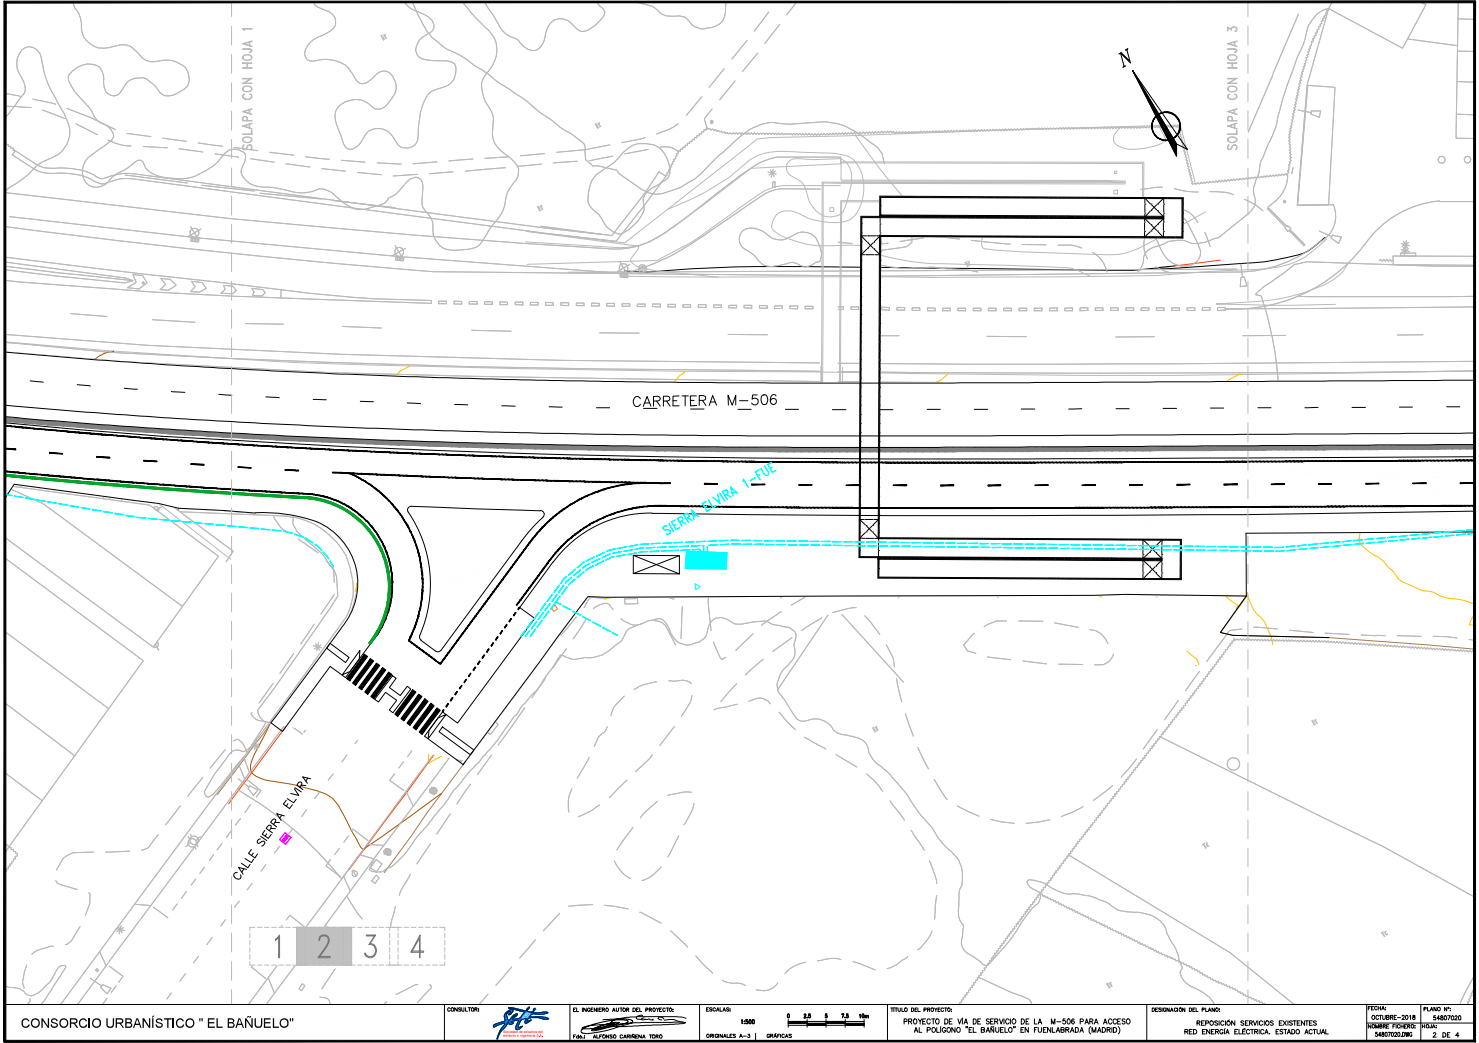 SOLAPA CON HOJA 1
SOLAPA CON HOJA 3
N
CARRETERA M-506
SIERRA ELVIRA 1-FUE
CALLE SIERRA ELVIRA
1 2 3 4
CONSORCIO URBANÍSTICO " EL BAÑUELO"
CONSULTOR:
EL INGENIERO AUTOR DEL PROYECTO:
Fdo.: ALFONSO CARIÑENA TORO
ESCALAS:
1:500
ORIGINALES A-3
GRÁFICAS
0 2,5 5 7,5 10m
TITULO DEL PROYECTO:
PROYECTO DE VÍA DE SERVICIO DE LA M-506 PARA ACCESO
AL POLÍGONO "EL BAÑUELO" EN FUENLABRADA (MADRID)
DESIGNACIÓN DEL PLANO:
REPOSICIÓN SERVICIOS EXISTENTES
RED ENERGÍA ELÉCTRICA. ESTADO ACTUAL
FECHA:
OCTUBRE-2018
NOMBRE FICHERO:
54807020.DWG
PLANO Nº:
54807020
HOJA:
2 DE 4